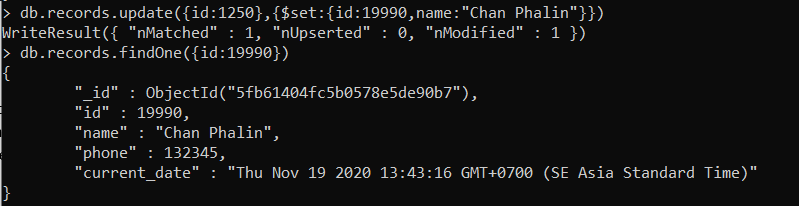 > db.records.update({id:1250},{$set:{id:19990,name:"Chan Phalin"}})
WriteResult({ "nMatched" : 1, "nUpserted" : 0, "nModified" : 1 })
> db.records.findOne({id:19990})
{
        "_id" : ObjectId("5fb61404fc5b0578e5de90b7"),
        "id" : 19990,
        "name" : "Chan Phalin",
        "phone" : 132345,
        "current_date" : "Thu Nov 19 2020 13:43:16 GMT+0700 (SE Asia Standard Time)"
}